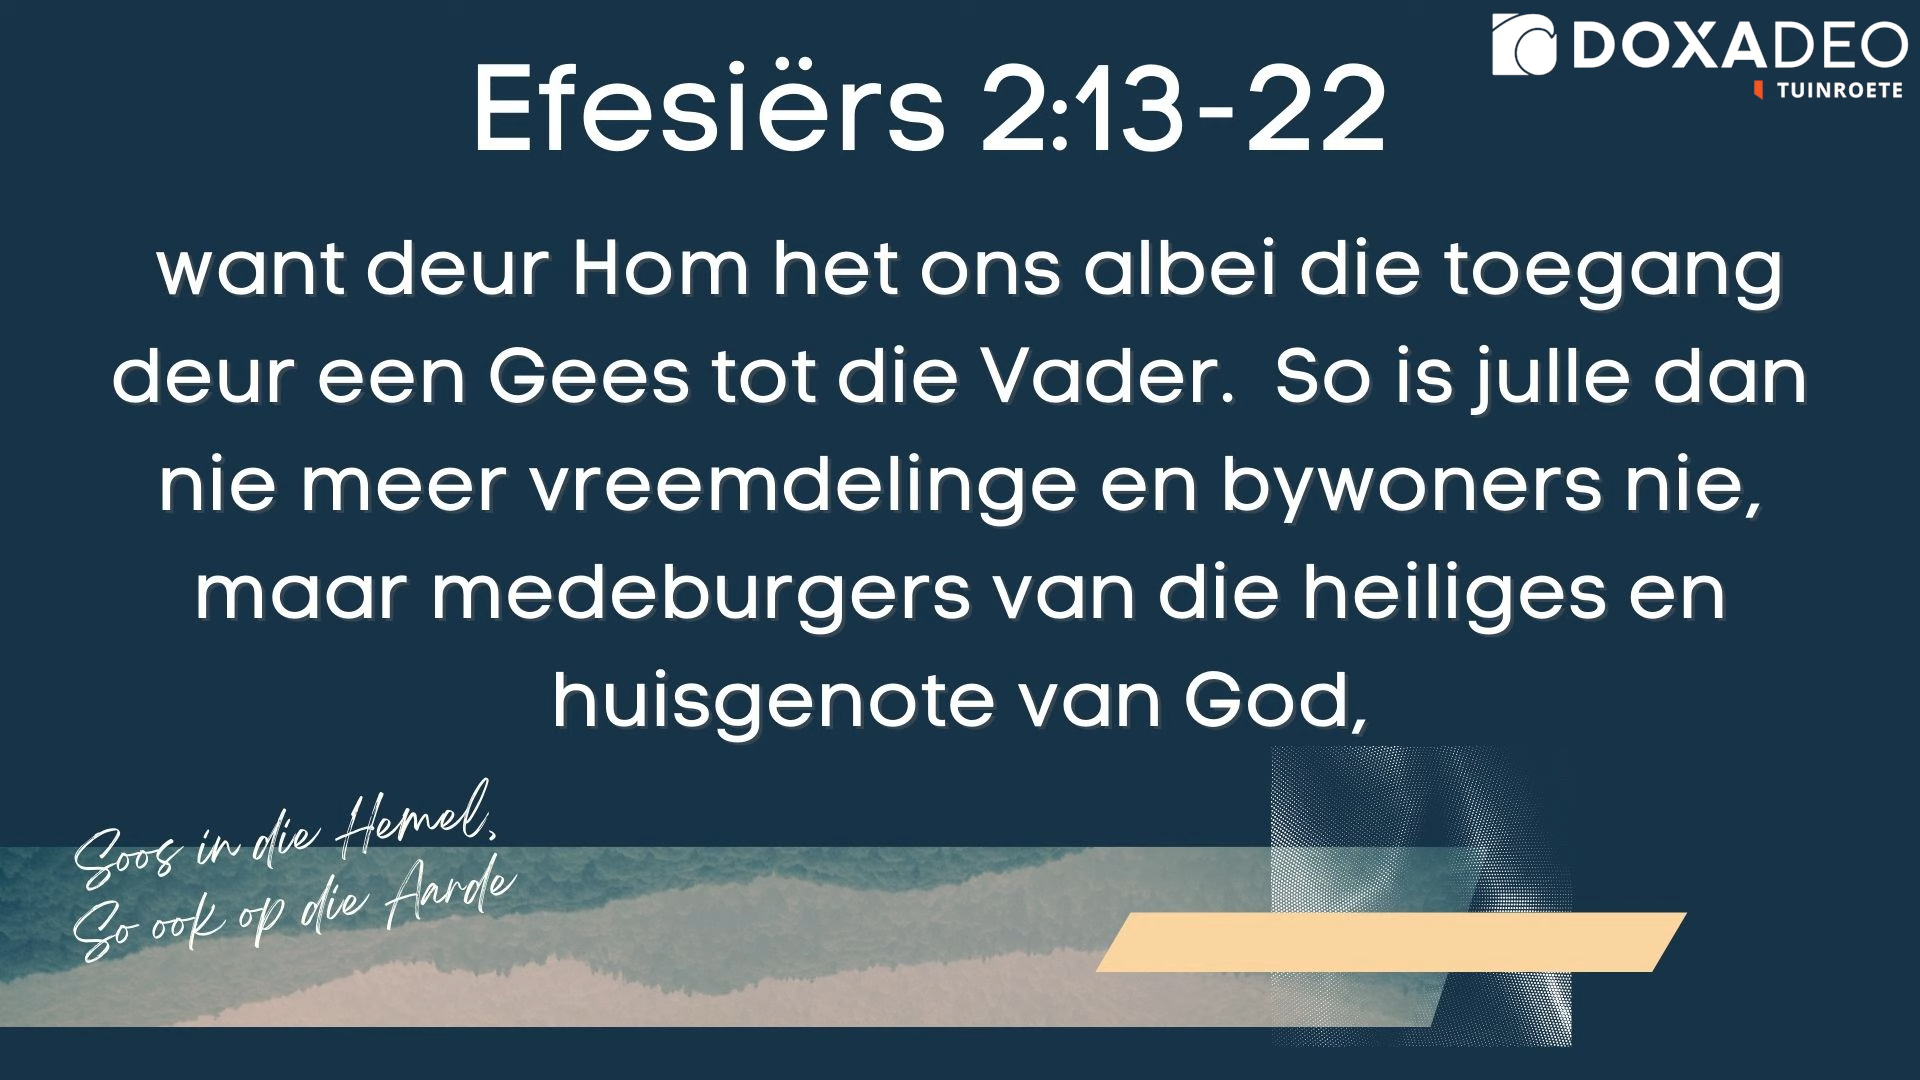 DOXADEO
TUINROETE
Efesiërs 2:13-22
want deur Hom het ons albei die toegang
deur een Gees tot die Vader.  So is julle dan
nie meer vreemdelinge en bywoners nie,
maar medeburgers van die heiliges en
huisgenote van God,
Soos in die Hemel,
So ook op die Aarde